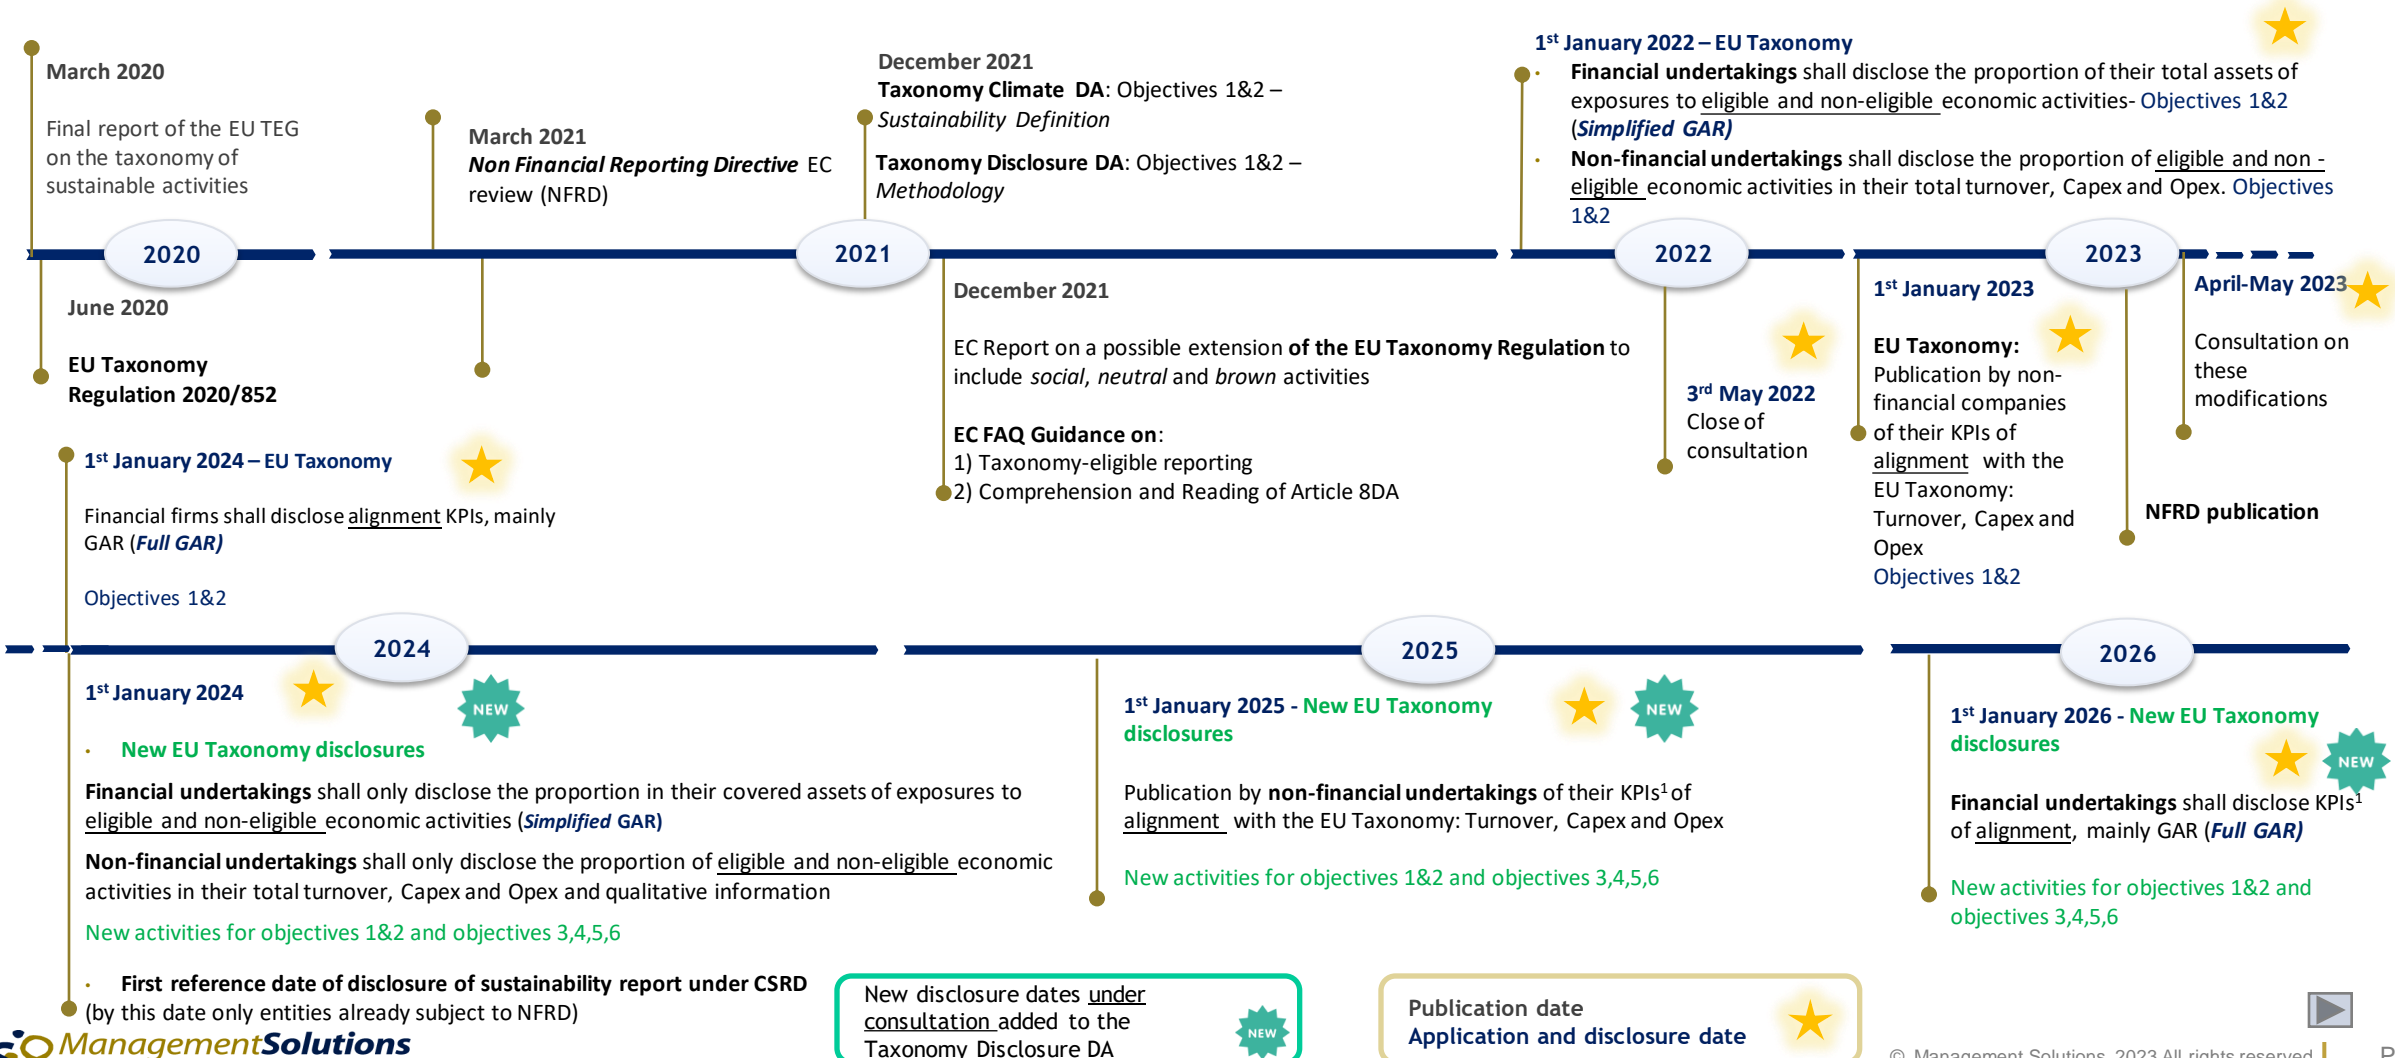 March 2020
Final report of the EU TEG
on the taxonomy of
sustainable activities
March 2021
Non Financial Reporting Directive EC
review (NFRD)
December 2021
Taxonomy Climate DA: Objectives 1&2 –
Sustainability Definition
Taxonomy Disclosure DA: Objectives 1&2 –
Methodology
1st January 2022 – EU Taxonomy
· Financial undertakings shall disclose the proportion of their total assets of
exposures to eligible and non-eligible economic activities- Objectives 1&2
(Simplified GAR)
· Non-financial undertakings shall disclose the proportion of eligible and non -
eligible economic activities in their total turnover, Capex and Opex. Objectives
1&2
2020
2021
2022
2023
June 2020
EU Taxonomy
Regulation 2020/852
December 2021
EC Report on a possible extension of the EU Taxonomy Regulation to
include social, neutral and brown activities
EC FAQ Guidance on:
1) Taxonomy-eligible reporting
2) Comprehension and Reading of Article 8DA
3rd May 2022
Close of
consultation
1st January 2023
EU Taxonomy:
Publication by non-
financial companies
of their KPIs of
alignment with the
EU Taxonomy:
Turnover, Capex and
Opex
Objectives 1&2
April-May 2023
Consultation on
these
modifications
NFRD publication
1st January 2024 – EU Taxonomy
Financial firms shall disclose alignment KPIs, mainly
GAR (Full GAR)
Objectives 1&2
2024
2025
2026
1st January 2024
NEW
· New EU Taxonomy disclosures
Financial undertakings shall only disclose the proportion in their covered assets of exposures to
eligible and non-eligible economic activities (Simplified GAR)
Non-financial undertakings shall only disclose the proportion of eligible and non-eligible economic
activities in their total turnover, Capex and Opex and qualitative information
New activities for objectives 1&2 and objectives 3,4,5,6
· First reference date of disclosure of sustainability report under CSRD
(by this date only entities already subject to NFRD)
1st January 2025 - New EU Taxonomy
disclosures
NEW
Publication by non-financial undertakings of their KPIs1 of
alignment with the EU Taxonomy: Turnover, Capex and Opex
New activities for objectives 1&2 and objectives 3,4,5,6
1st January 2026 - New EU Taxonomy
disclosures
NEW
Financial undertakings shall disclose KPIs1
of alignment, mainly GAR (Full GAR)
New activities for objectives 1&2 and
objectives 3,4,5,6
New disclosure dates under
consultation added to the
Taxonomy Disclosure DA
NEW
Publication date
Application and disclosure date
ManagementSolutions
© Management Solutions 2023 All rights reserved